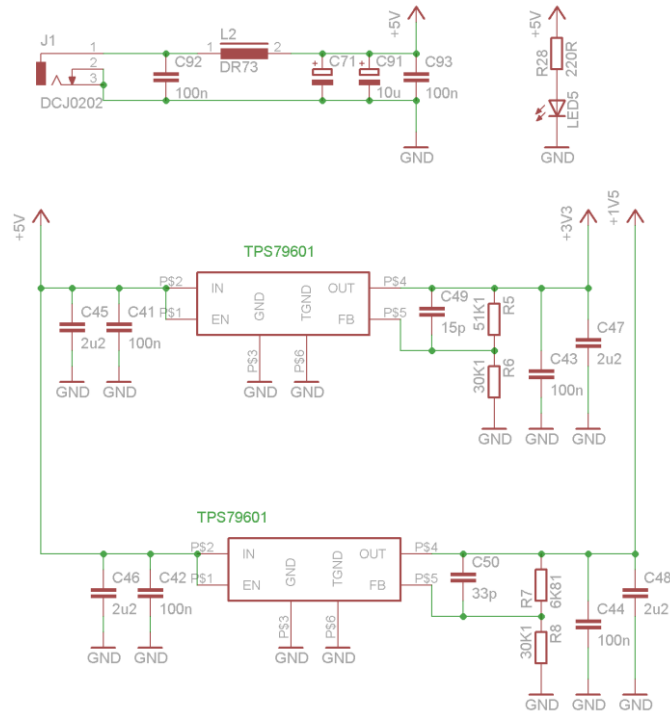 +5V
+5V
J1
1
2
3
DCJ0202
C92
100n
1
L2
2
DR73
+
C71
+
C91
10u
C93
100n
GND
R28
220R
LED5
GND
+5V
+3V3
+1V5
TPS79601
P$2
IN
OUT
P$4
P$1
EN
GND
TGND
FB
P$5
P$3
P$6
C45
2u2
C41
100n
C49
15p
R5
51K1
R6
30K1
C43
100n
C47
2u2
GND
GND
GND
GND
GND
GND
GND
TPS79601
P$2
IN
OUT
P$4
P$1
EN
GND
TGND
FB
P$5
P$3
P$6
C46
2u2
C42
100n
C50
33p
R7
6K81
R8
30K1
C44
100n
C48
2u2
GND
GND
GND
GND
GND
GND
GND